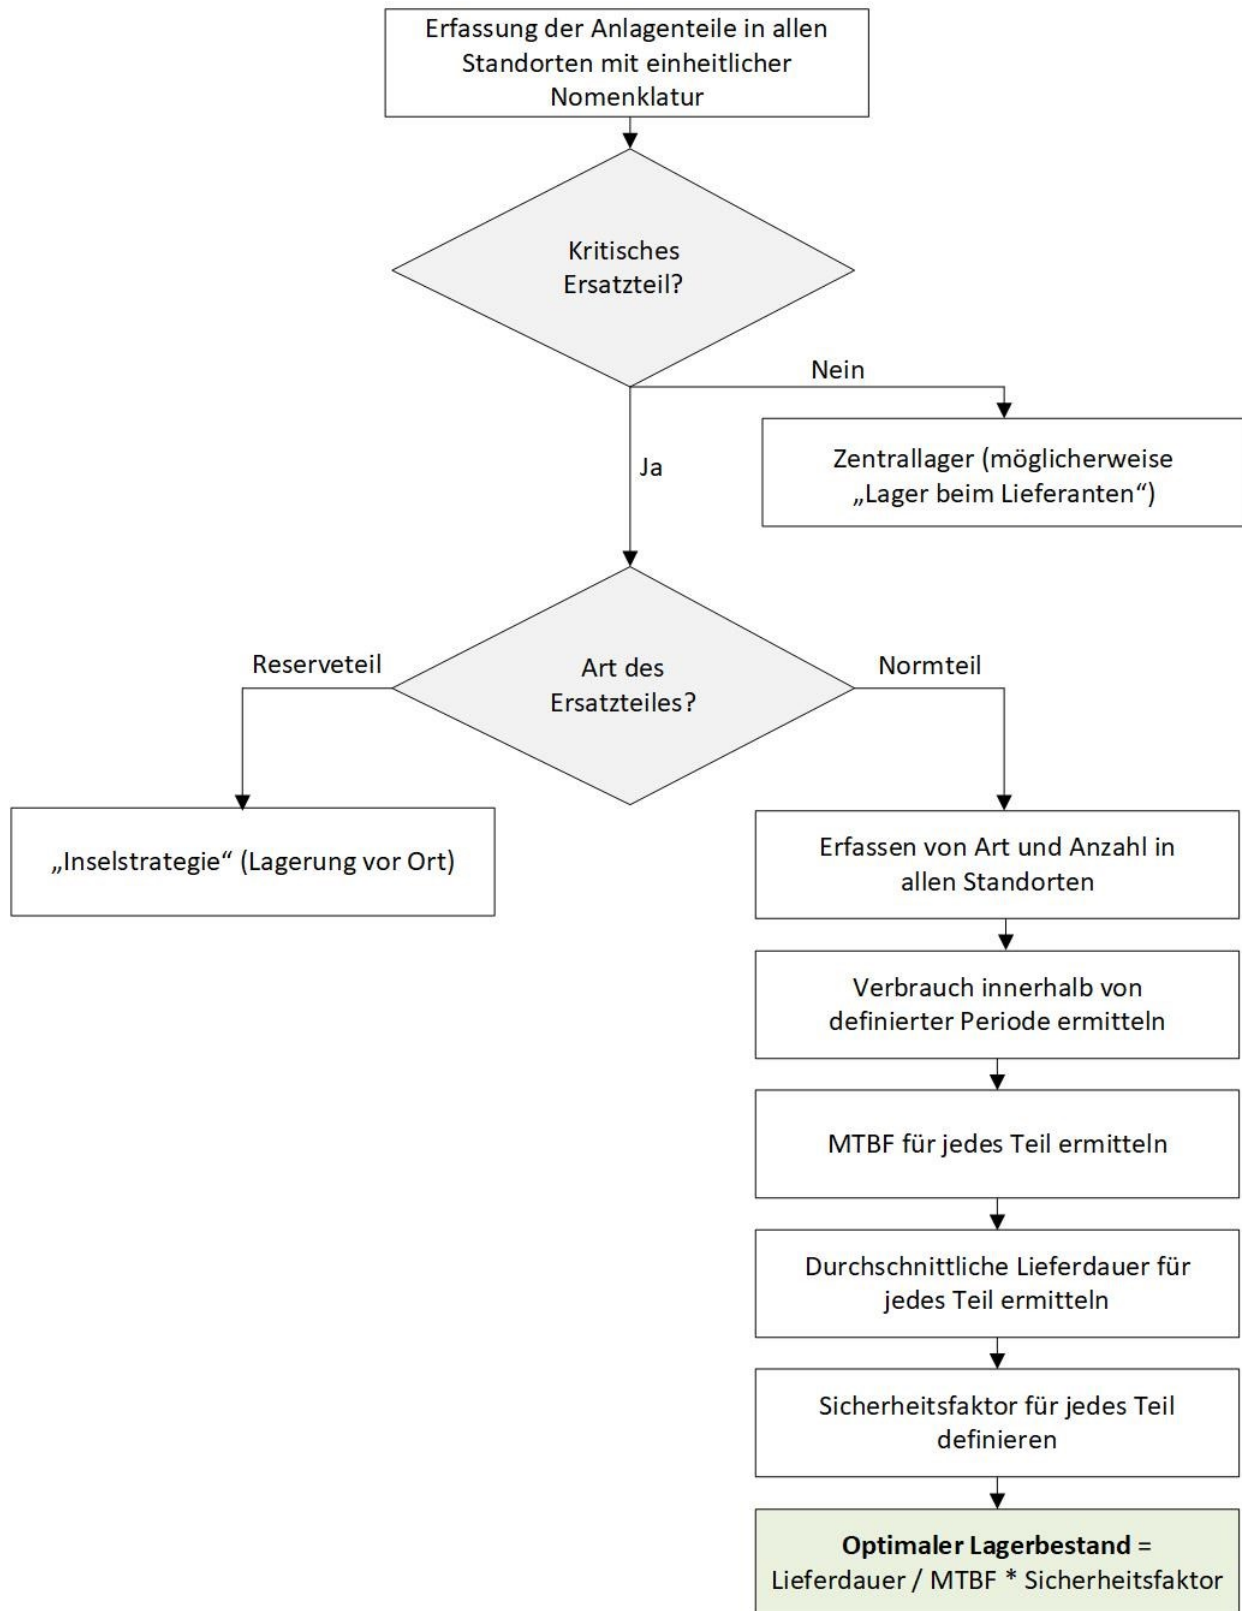 Erfassung der Anlagenteile in allen
Standorten mit einheitlicher
Nomenklatur
Kritisches
Ersatzteil?
Nein
Zentrallager (möglicherweise
„Lager beim Lieferanten“)
Ja
Reserveteil
Art des
Ersatzteiles?
Normteil
„Inselstrategie“ (Lagerung vor Ort)
Erfassen von Art und Anzahl in
allen Standorten
Verbrauch innerhalb von
definierter Periode ermitteln
MTBF für jedes Teil ermitteln
Durchschnittliche Lieferdauer für
jedes Teil ermitteln
Sicherheitsfaktor für jedes Teil
definieren
Optimaler Lagerbestand =
Lieferdauer / MTBF * Sicherheitsfaktor